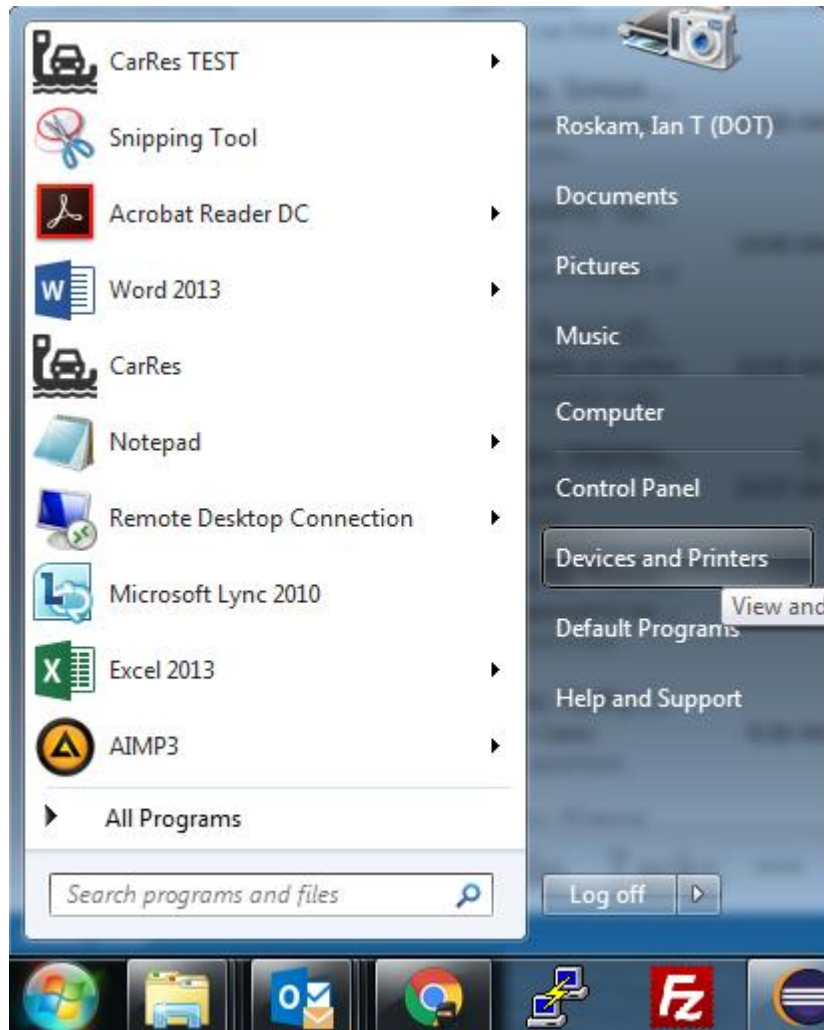 CarRes TEST
Snipping Tool
Acrobat Reader DC
Word 2013
CarRes
Notepad
Remote Desktop Connection
Microsoft Lync 2010
Excel 2013
AIMP3
All Programs
Search programs and files
Roskam, Ian T (DOT)
Documents
Pictures
Music
Computer
Control Panel
Devices and Printers
View and
Default Programs
Help and Support
Log off